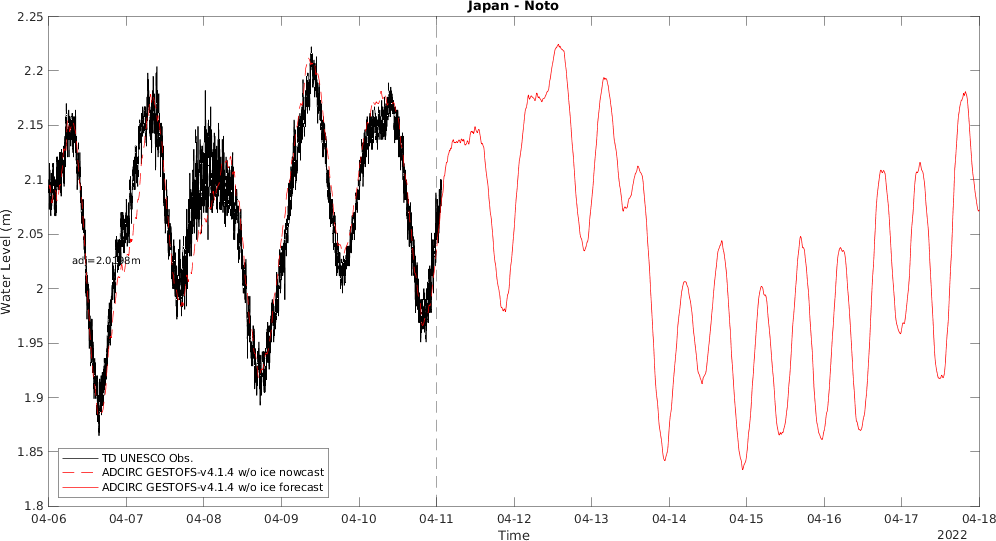 Japan - Noto
Water Level (m)
2.25
2.2
2.15
2.1
2.05
2
1.95
1.9
1.85
1.8
TD UNESCO Obs.
ADCIRC GESTOFS-v4.1.4 w/o ice nowcast
ADCIRC GESTOFS-v4.1.4 w/o ice forecast
04-06 04-07 04-08 04-09 04-10 04-11 04-12 04-13 04-14 04-15 04-16 04-17 04-18
Time
2022